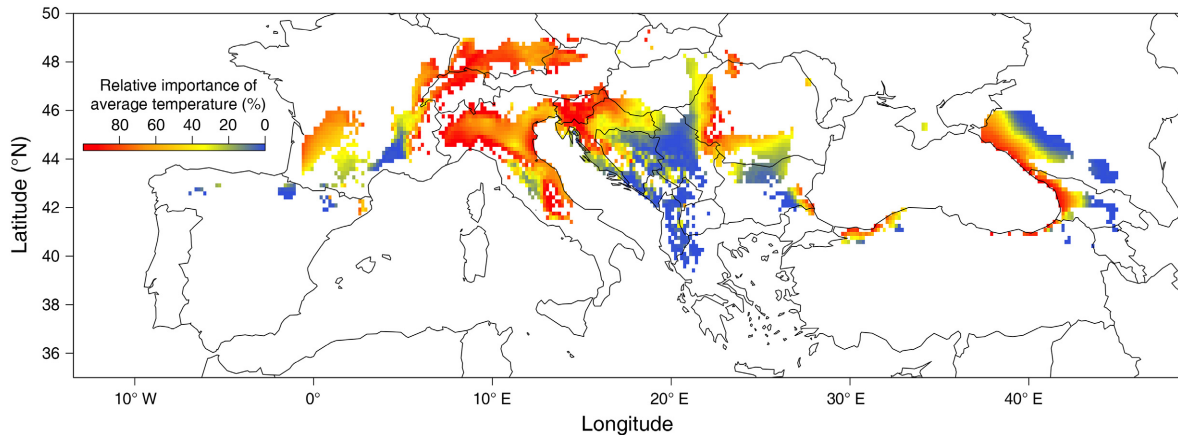 50
48
46
44
42
40
38
36
Latitude (°N)
Relative importance of
average temperature (%)
80 60 40 20 0
10° W 0° 10° E 20° E 30° E 40° E
Longitude